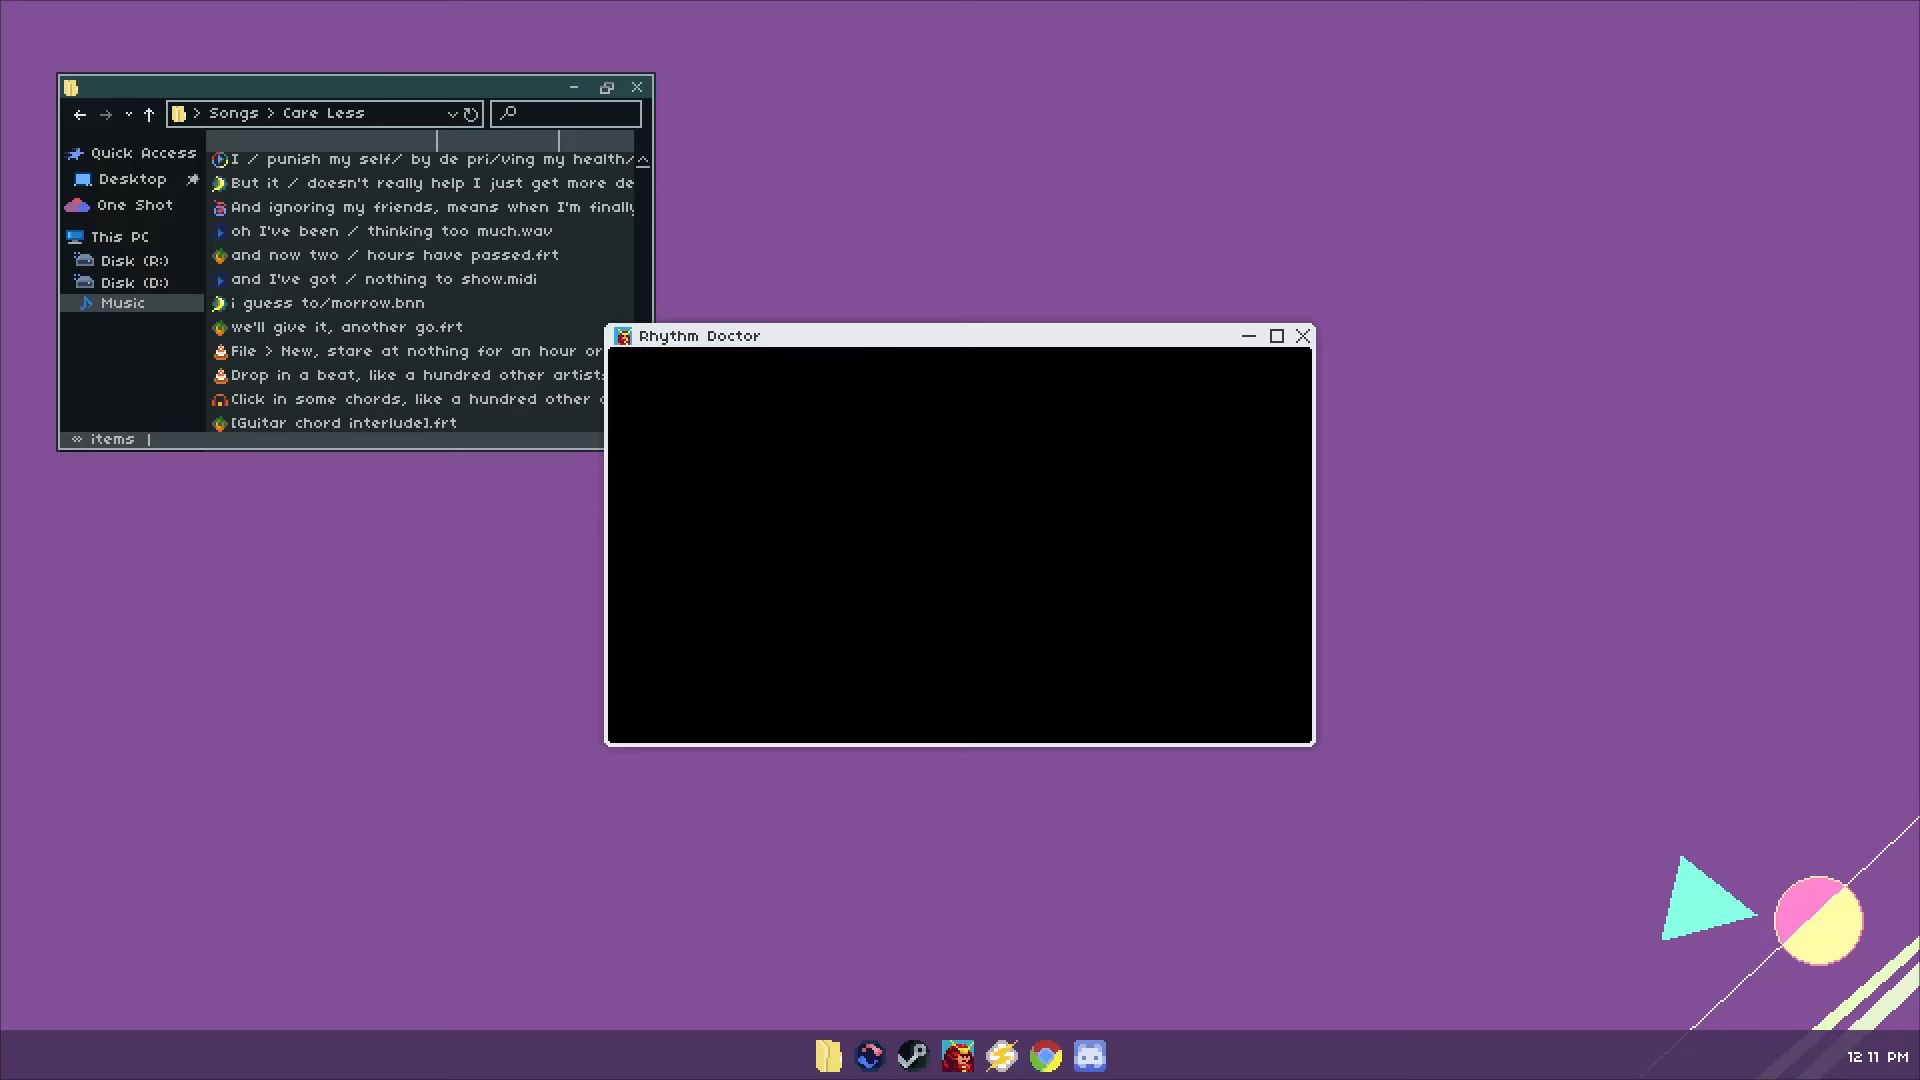 Songs > Care Less
Quick Access
Desktop
One Shot
This PC
Disk (R:)
Disk (D:)
Music
I / punish my self/ by de pri/ving my health/
But it / doesn't really help I just get more de
And ignoring my friends, means when I'm finally
oh I've been / thinking too much.wav
and now two / hours have passed.frt
and I've got / nothing to show.midi
i guess to/morrow.bnn
we'll give it, another go.frt
File > New, stare at nothing for an hour or
Drop in a beat, like a hundred other artists
Click in some chords, like a hundred other
[Guitar chord interlude].frt
∞ items |
Rhythm Doctor
12 11 PM